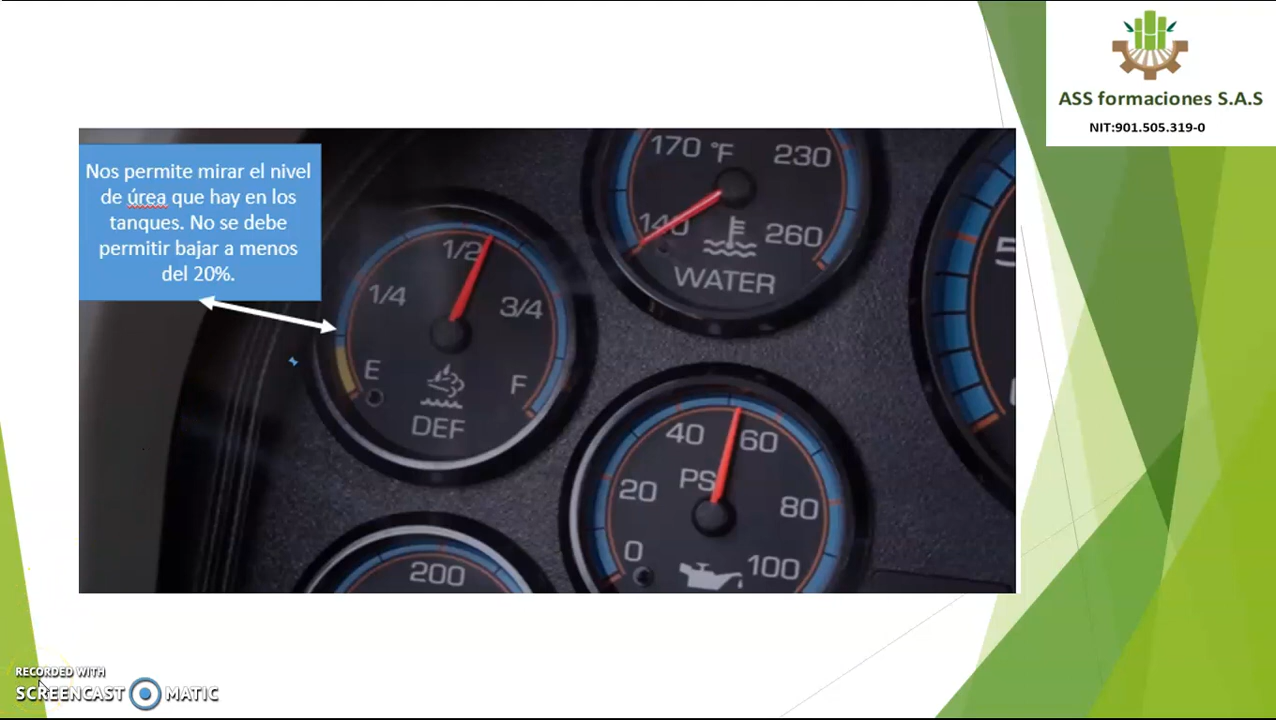 ASS formaciones S.A.S
NIT:901.505.319-0
Nos permite mirar el nivel
de úrea que hay en los
tanques. No se debe
permitir bajar a menos
del 20%.
170 °F 230
140 260
WATER
1/2
1/4 3/4
E F
DEF
40 60
PSI
20 80
0 100
200
5
RECORDED WITH
SCREENCAST MATIC